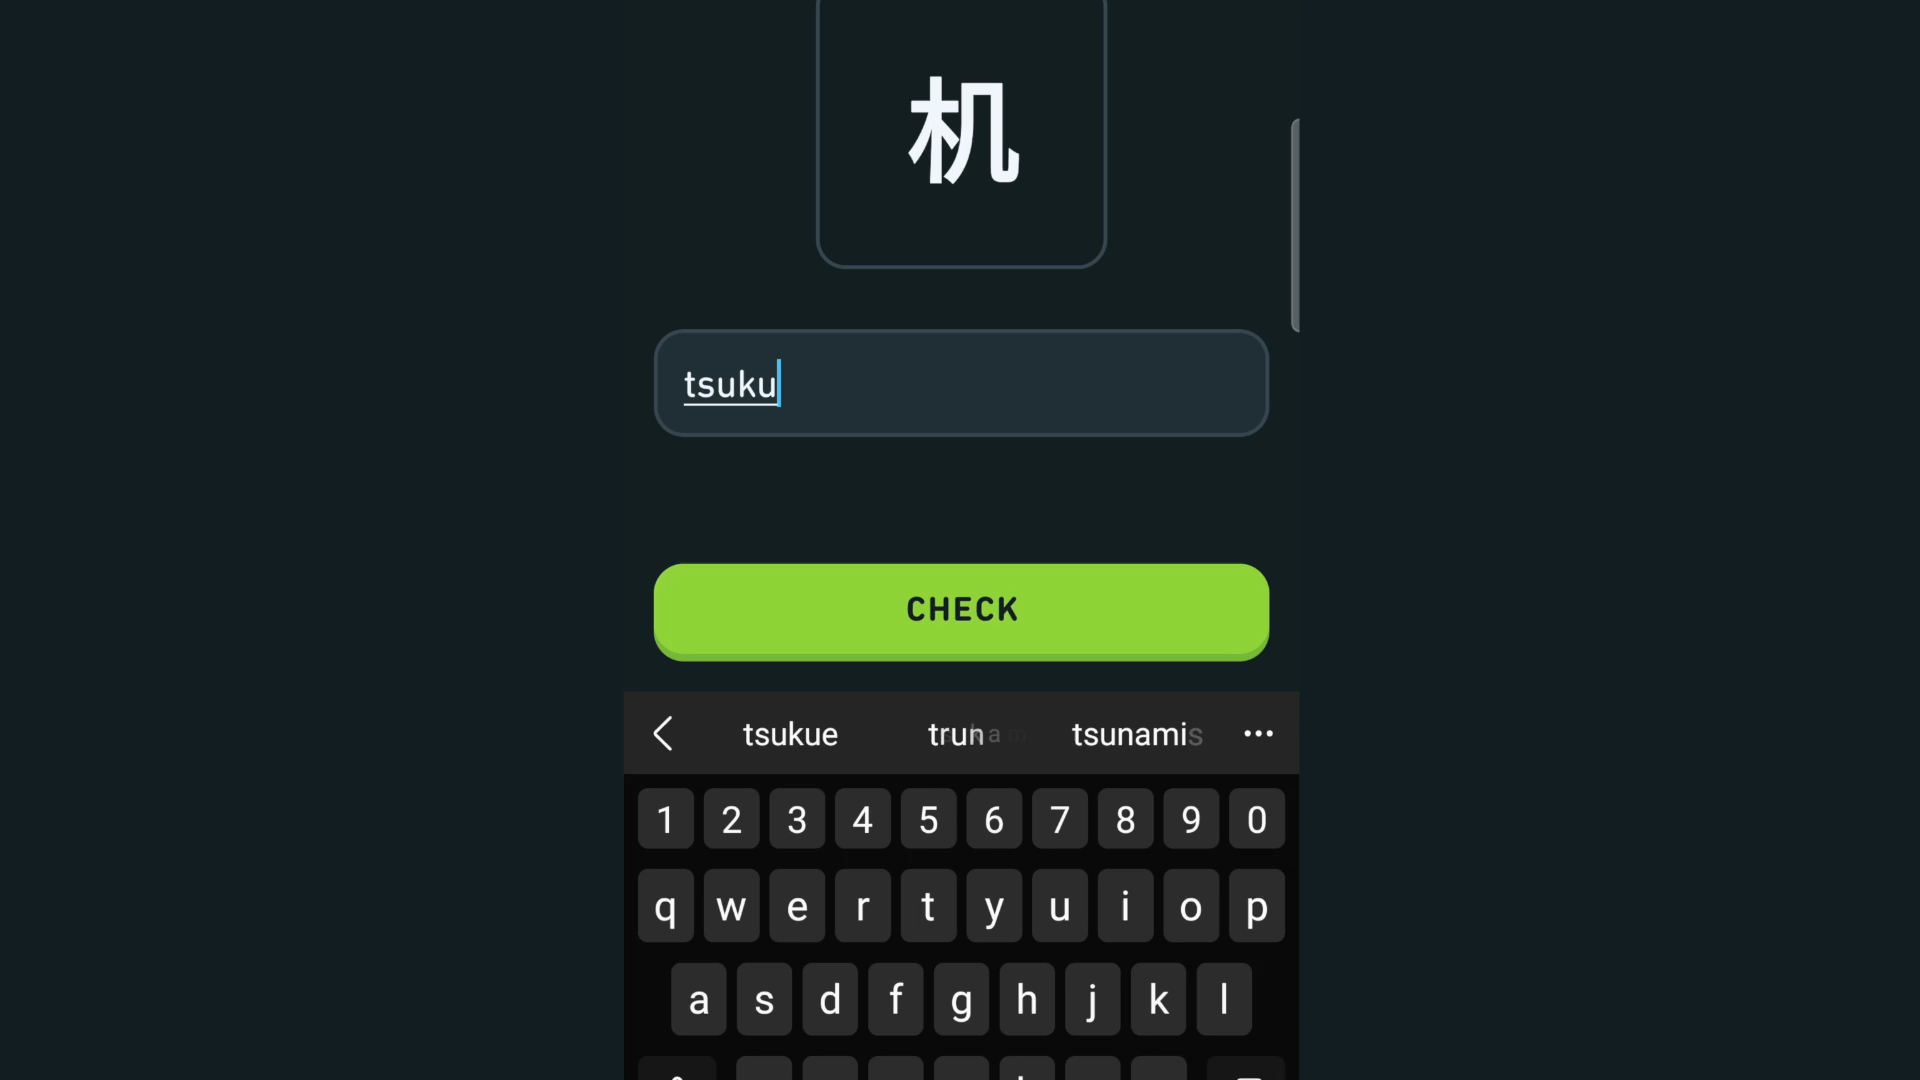 机
tsuku
CHECK
tsukue tsunamis
1 2 3 4 5 6 7 8 9 0
q w e r t y u i o p
a s d f g h j k l